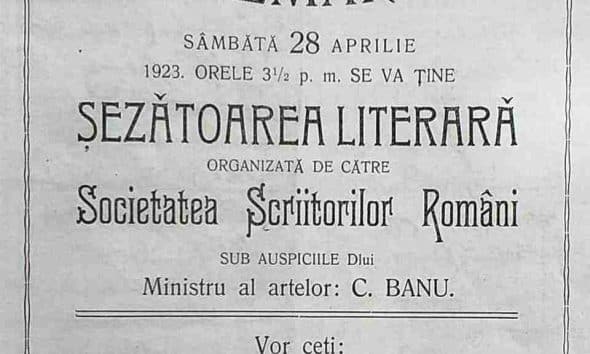 SÂMBĂTĂ 28 APRILIE
1923. ORELE 3½ p. m. SE VA ȚINE
ȘEZĂTOAREA LITERARĂ
ORGANIZATĂ DE CĂTRE
Societatea Scriitorilor Români
SUB AUSPICIILE Dlui
Ministru al artelor: C. BANU.
Vor ceti: